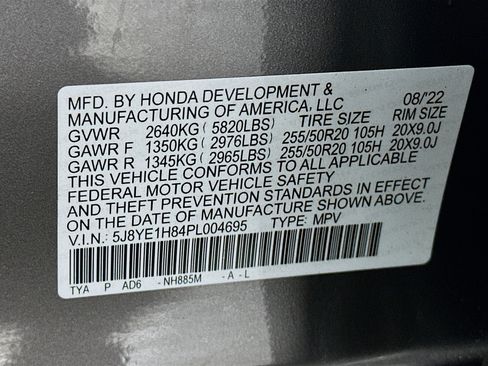 MFD. BY HONDA DEVELOPMENT &
MANUFACTURING OF AMERICA, LLC 08/'22
GVWR 2640KG (5820LBS) TIRE SIZE RIM SIZE
GAWR F 1350KG (2976LBS) 255/50R20 105H 20X9.0J
GAWR R 1345KG (2965LBS) 255/50R20 105H 20X9.0J
THIS VEHICLE CONFORMS TO ALL APPLICABLE
FEDERAL MOTOR VEHICLE SAFETY
AND THEFT PREVENTION STANDARDS IN EFFECT
ON THE DATE OF MANUFACTURE SHOWN ABOVE.
V.I.N.: 5J8YE1H84PL004695 TYPE: MPV
TYA P AD6 -NH885M -A-L